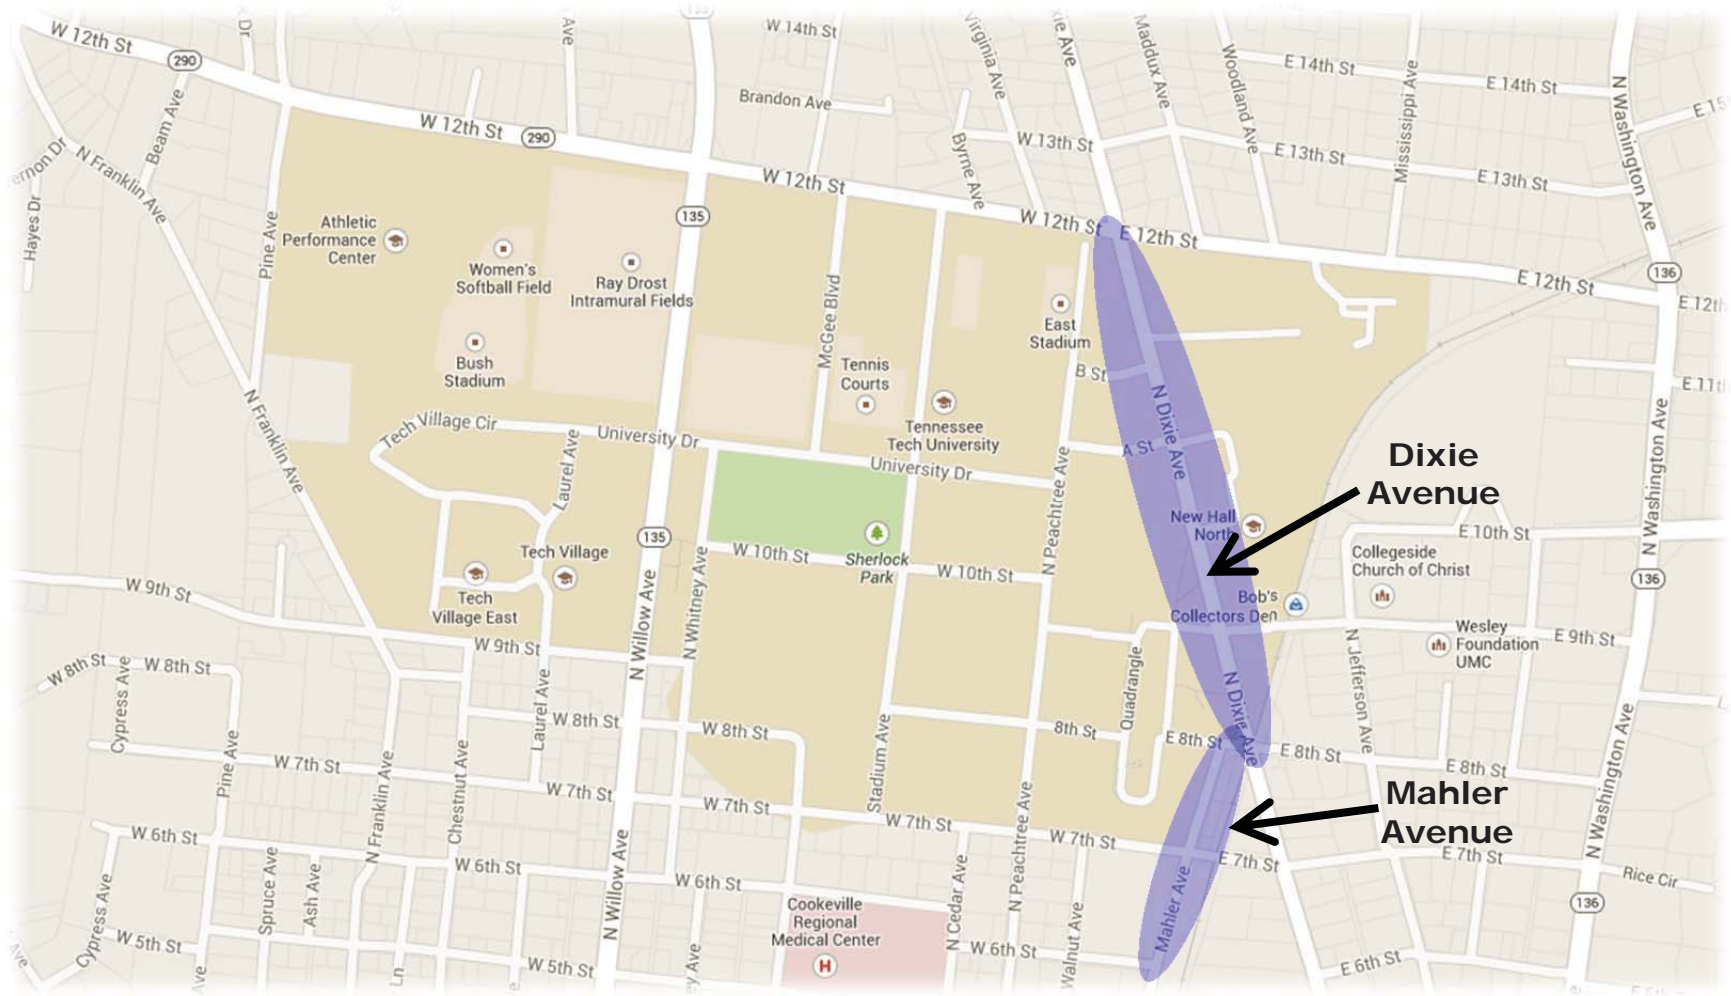 W 12th St
290
Beam Ave
N Franklin Ave
Hayes Dr
Pine Ave
W 12th St
290
Ave
W 14th St
Brandon Ave
W 12th St
135
Virginia Ave
Byrne Ave
W 13th St
Maddux Ave
Woodland Ave
E 14th St
Mississippi Ave
E 14th St
N Washington Ave
E 13th St
E 13th St
W 12th St
E 12th St
E 12th St
136
E 12th
Athletic
Performance
Center
Women's
Softball Field
Ray Drost
Intramural Fields
Bush
Stadium
McGee Blvd
Tennis
Courts
East
Stadium
B St
Tennessee
Tech University
N Dixie Ave
A St
Tech Village Cir
University Dr
University Dr
Laurel Ave
N Franklin Ave
N Peachtree Ave
Dixie
Avenue
N Washington Ave
New Hall
North
E 10th St
Collegeside
Church of Christ
135
Tech Village
W 10th St
Sherlock
Park
W 10th St
Tech
Village East
136
Bob's
Collectors Den
Wesley
Foundation
UMC
E 9th St
W 9th St
W 9th St
N Willow Ave
N Whitney Ave
Quadrangle
N Dixie Ave
N Jefferson Ave
W 8th St
W 8th St
Cypress Ave
Laurel Ave
W 8th St
W 8th St
8th St
E 8th St
E 8th St
E 8th St
Pine Ave
W 7th St
N Franklin Ave
Chestnut Ave
W 7th St
W 7th St
Stadium Ave
W 7th St
N Peachtree Ave
W 7th St
E 7th St
Mahler
Avenue
E 7th St
N Washington Ave
Rice Cir
136
W 6th St
W 6th St
W 6th St
Cypress Ave
Spruce Ave
Ash Ave
N Willow Ave
Cookeville
Regional
Medical Center
H
N Cedar Ave
Walnut Ave
Mahler Ave
W 5th St
W 5th St
W 6th St
E 6th St
Ave
Ln